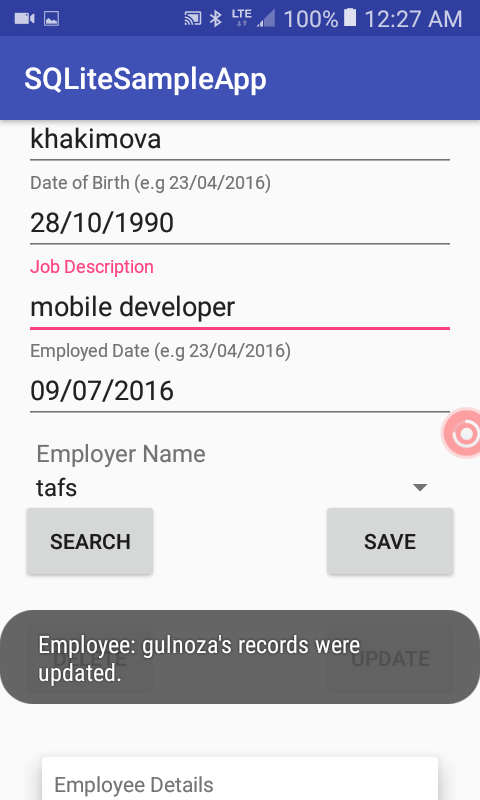 LTE 100% 12:27 AM
SQLiteSampleApp
khakimova
Date of Birth (e.g 23/04/2016)
28/10/1990
Job Description
mobile developer
Employed Date (e.g 23/04/2016)
09/07/2016
Employer Name
tafs
SEARCH SAVE
DELETE UPDATE
Employee: gulnoza's records were
updated.
Employee Details